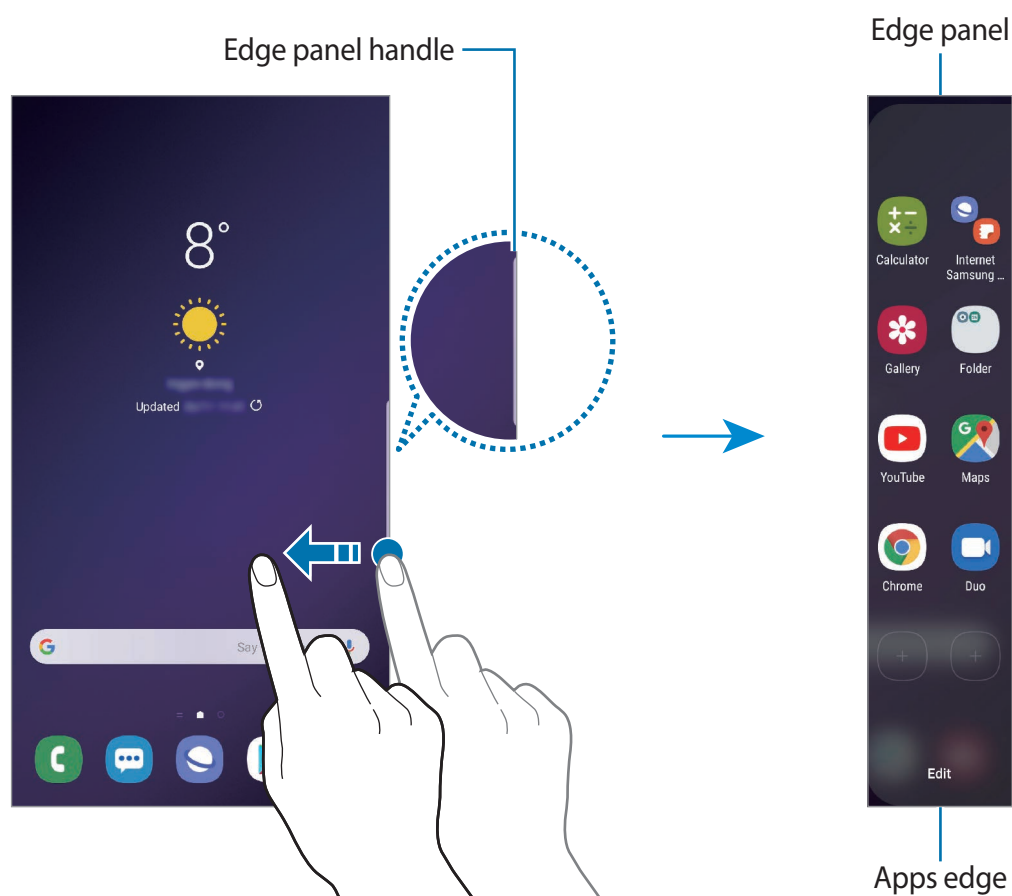 Edge panel handle
Edge panel
8°
Updated
G
Say
Calculator
Internet
Samsung ...
Gallery
Folder
YouTube
G
Maps
Chrome
Duo
Edit
Apps edge